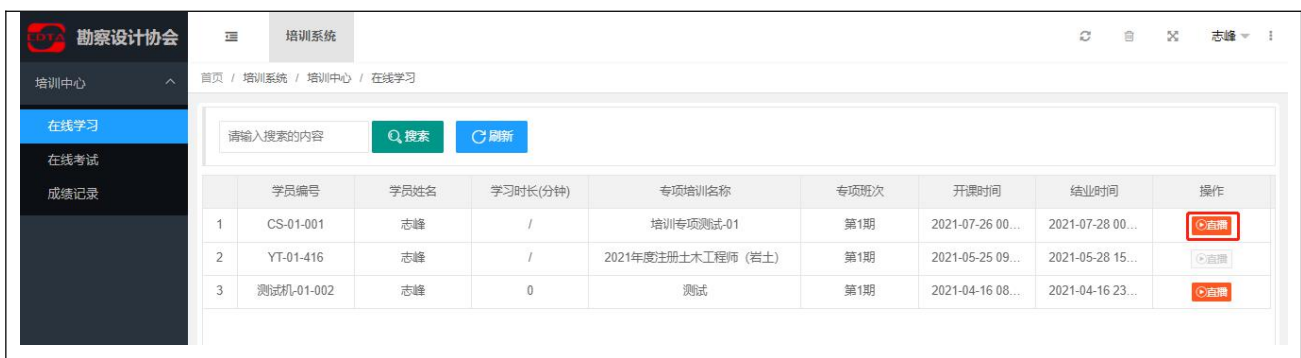 EDTA 勘察设计协会 培训系统 志峰
培训中心 首页 / 培训系统 / 培训中心 / 在线学习
在线学习
在线考试
成绩记录
请输入搜索的内容 搜索 刷新
学员编号 学员姓名 学习时长(分钟) 专项培训名称 专项班次 开课时间 结业时间 操作
1 CS-01-001 志峰 / 培训专项测试-01 第1期 2021-07-26 00... 2021-07-28 00... 直播
2 YT-01-416 志峰 / 2021年度注册土木工程师（岩土） 第1期 2021-05-25 09... 2021-05-28 15... 直播
3 测试机-01-002 志峰 0 测试 第1期 2021-04-16 08... 2021-04-16 23... 直播